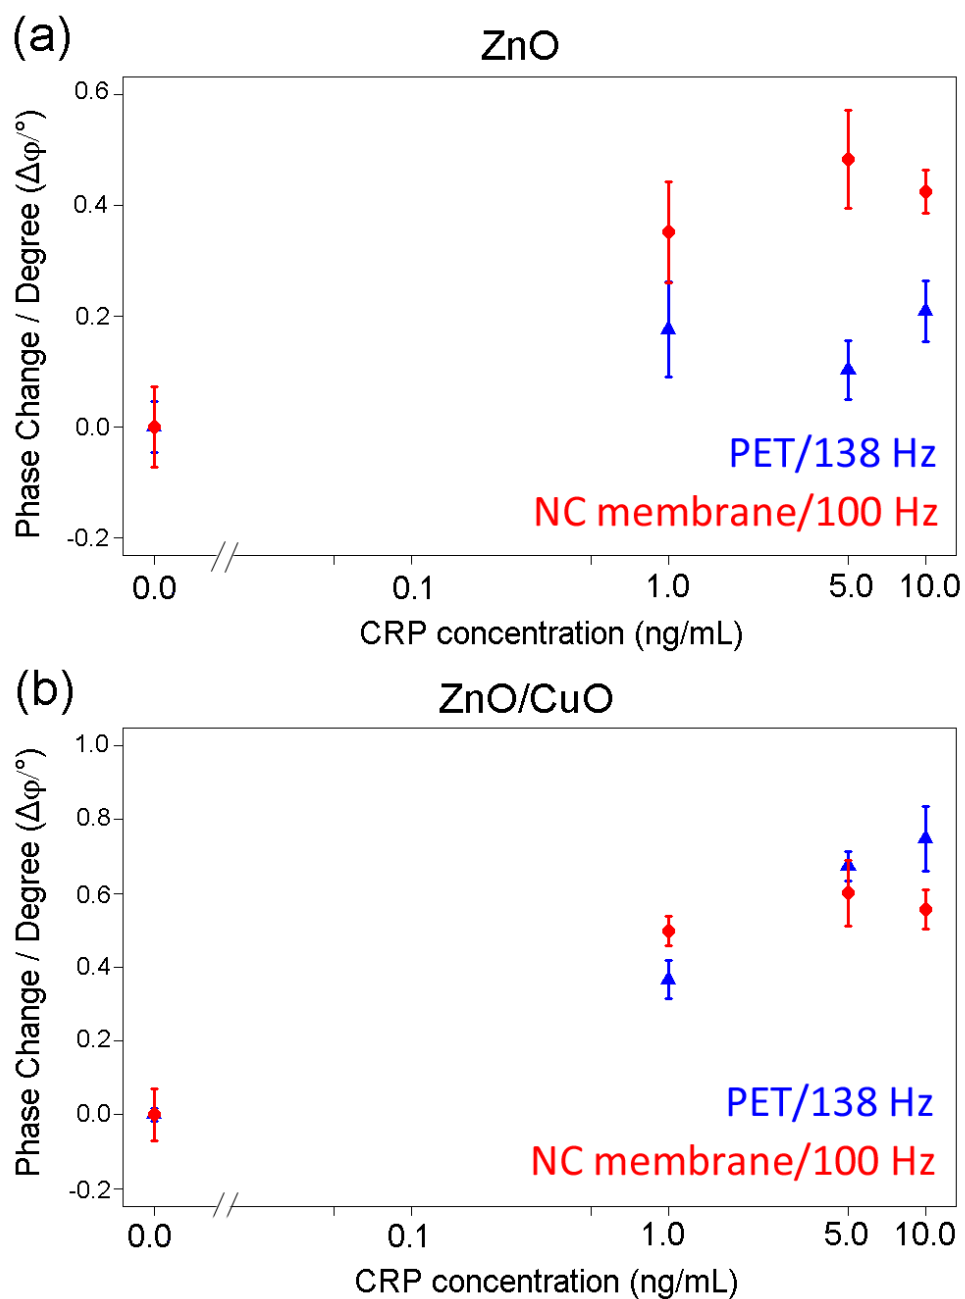 (a)
ZnO
Phase Change / Degree (Δφ/°)
0.6
0.4
0.2
0.0
-0.2
PET/138 Hz
NC membrane/100 Hz
0.0 0.1 1.0 5.0 10.0
CRP concentration (ng/mL)
(b)
ZnO/CuO
Phase Change / Degree (Δφ/°)
1.0
0.8
0.6
0.4
0.2
0.0
-0.2
PET/138 Hz
NC membrane/100 Hz
0.0 0.1 1.0 5.0 10.0
CRP concentration (ng/mL)